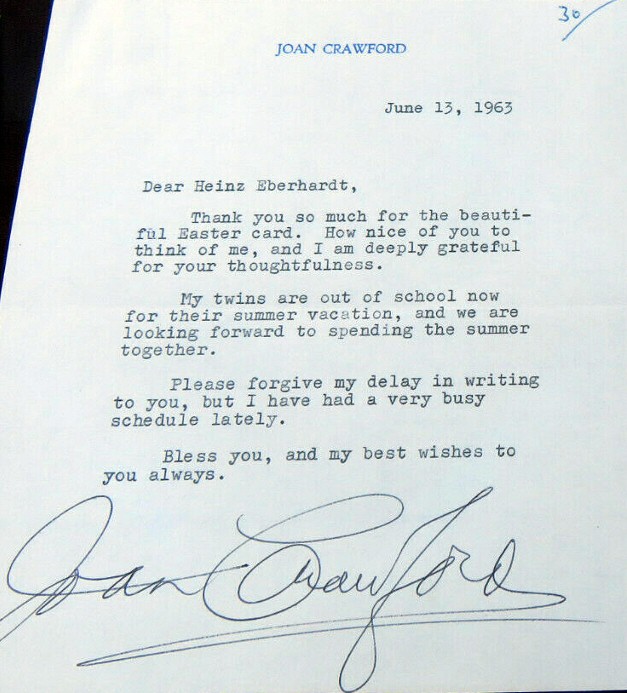 30
JOAN CRAWFORD
June 13, 1963
Dear Heinz Eberhardt,
Thank you so much for the beauti-
ful Easter card. How nice of you to
think of me, and I am deeply grateful
for your thoughtfulness.
My twins are out of school now
for their summer vacation, and we are
looking forward to spending the summer
together.
Please forgive my delay in writing
to you, but I have had a very busy
schedule lately.
Bless you, and my best wishes to
you always.
Joan Crawford